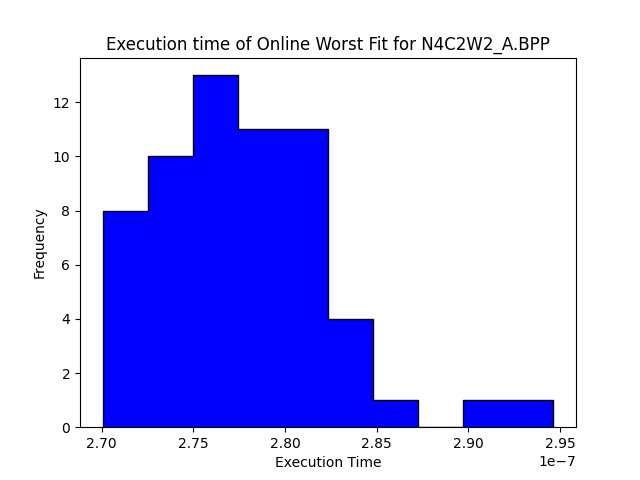 Execution time of Online Worst Fit for N4C2W2_A.BPP
Frequency
12
10
8
6
4
2
0
2.70 2.75 2.80 2.85 2.90 2.95
1e−7
Execution Time